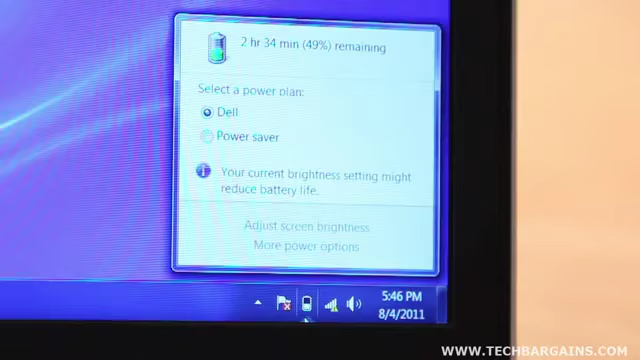 2 hr 34 min (49%) remaining
Select a power plan:
Dell
Power saver
Your current brightness setting might
reduce battery life.
Adjust screen brightness
More power options
5:46 PM
8/4/2011
WWW.TECHBARGAINS.COM